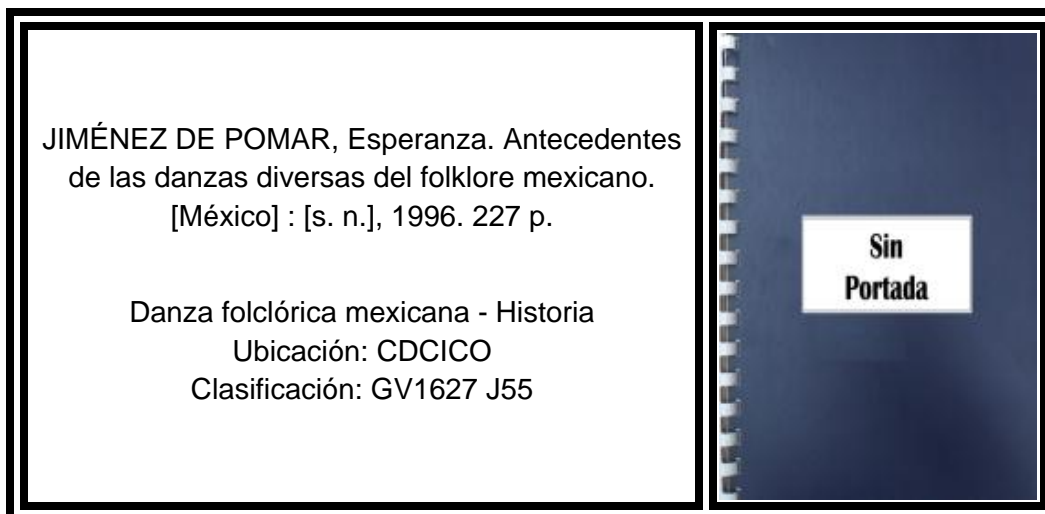 JIMÉNEZ DE POMAR, Esperanza. Antecedentes
de las danzas diversas del folklore mexicano.
[México] : [s. n.], 1996. 227 p.
Danza folclórica mexicana - Historia
Ubicación: CDCICO
Clasificación: GV1627 J55
Sin
Portada